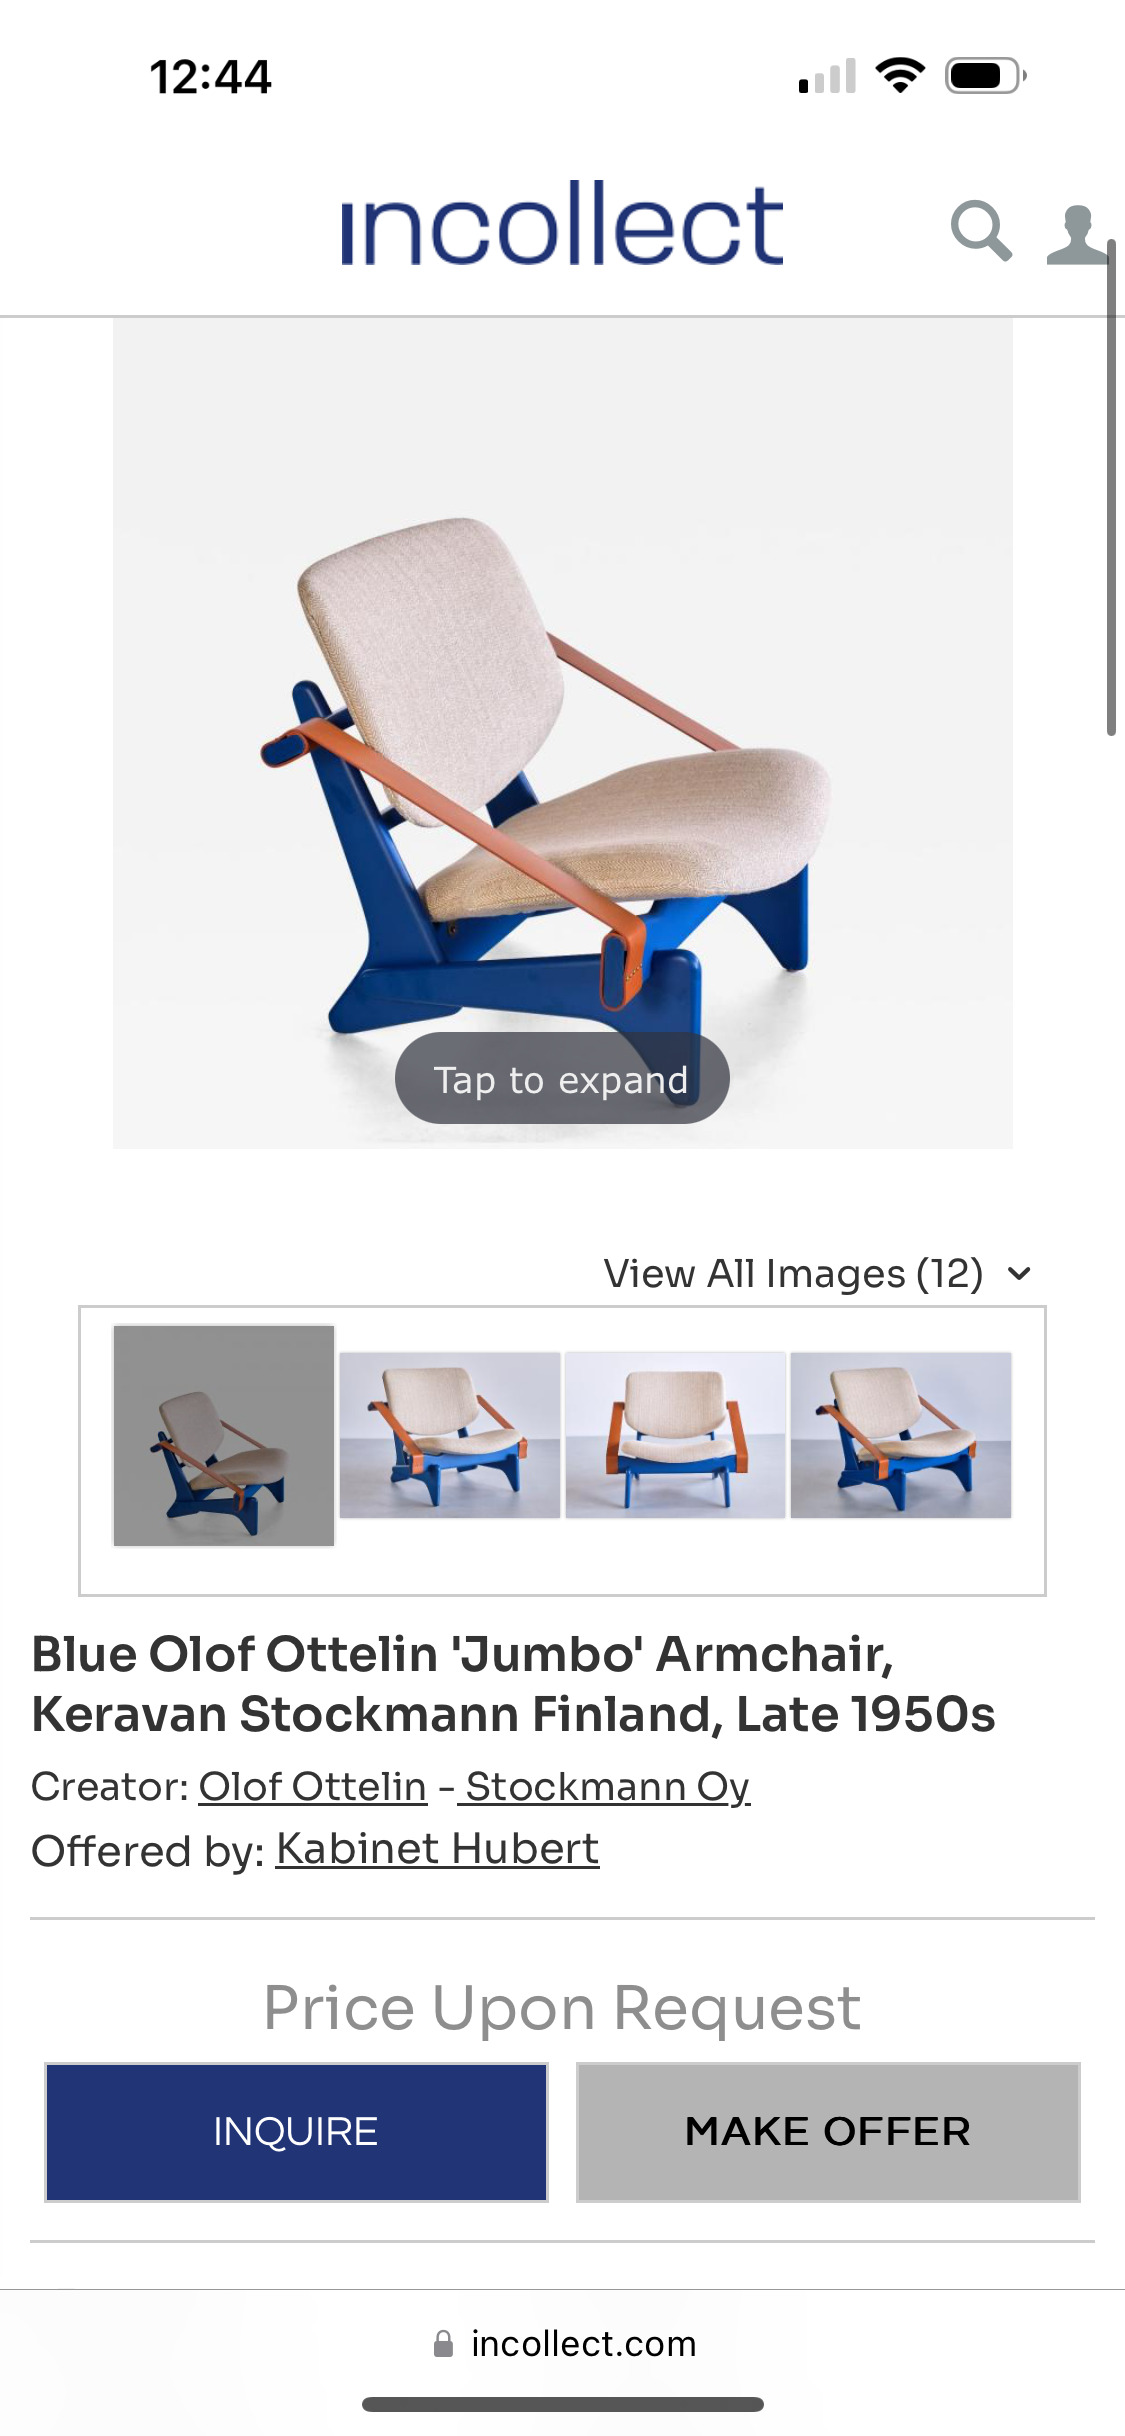 12:44
incollect
Tap to expand
View All Images (12)
Blue Olof Ottelin 'Jumbo' Armchair,
Keravan Stockmann Finland, Late 1950s
Creator: Olof Ottelin - Stockmann Oy
Offered by: Kabinet Hubert
Price Upon Request
INQUIRE
MAKE OFFER
incollect.com